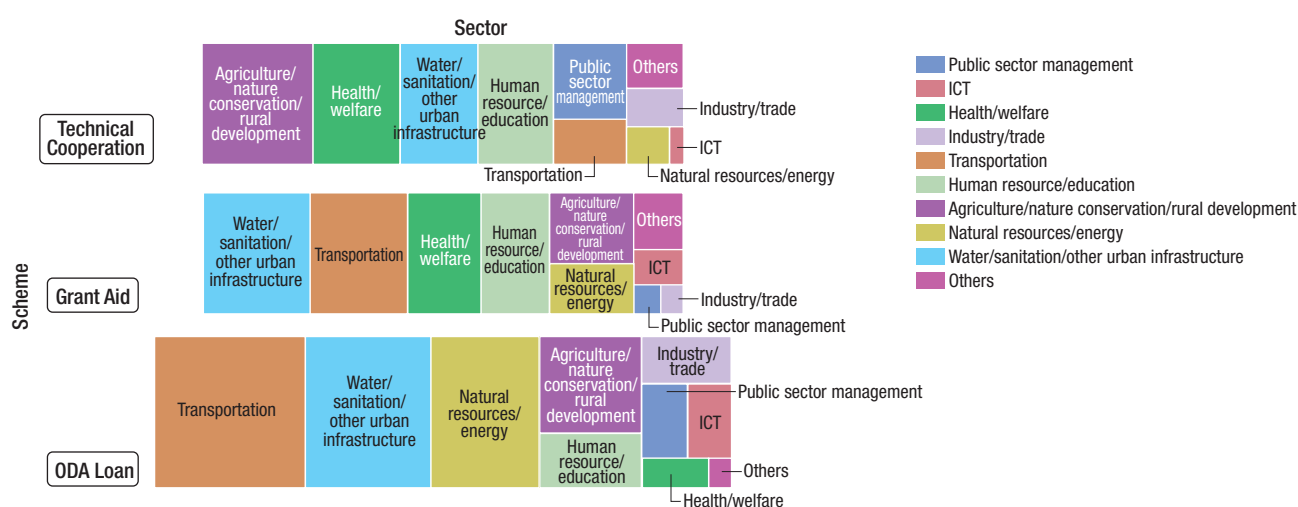 Sector
Scheme
Technical
Cooperation
Agriculture/
nature
conservation/
rural
development
Health/
welfare
Water/
sanitation/
other
urban
infrastructure
Human
resource/
education
Public
sector
management
Others
Industry/trade
ICT
Transportation
Natural resources/energy
Grant Aid
Water/
sanitation/
other urban
infrastructure
Transportation
Health/
welfare
Human
resource/
education
Agriculture/
nature
conservation/
rural
development
Natural
resources/
energy
Others
ICT
Industry/trade
Public sector management
ODA Loan
Transportation
Water/
sanitation/
other urban
infrastructure
Natural
resources/
energy
Agriculture/
nature
conservation/
rural
development
Human
resource/
education
Industry/
trade
Public sector management
ICT
Others
Health/welfare
Public sector management
ICT
Health/welfare
Industry/trade
Transportation
Human resource/education
Agriculture/nature conservation/rural development
Natural resources/energy
Water/sanitation/other urban infrastructure
Others